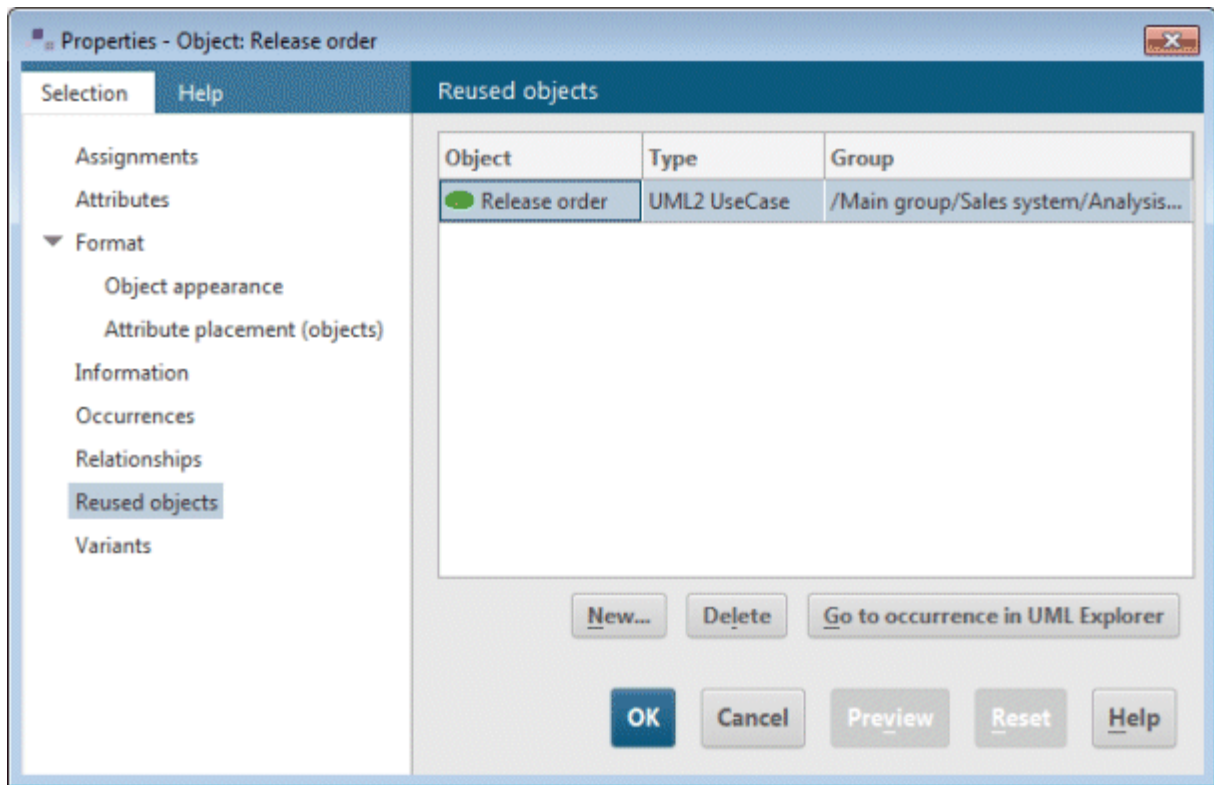 Properties - Object: Release order
Selection Help
Reused objects
Assignments
Attributes
Format
Object appearance
Attribute placement (objects)
Information
Occurrences
Relationships
Reused objects
Variants
Object Type Group
Release order UML2 UseCase /Main group/Sales system/Analysis...
New... Delete Go to occurrence in UML Explorer
OK Cancel Preview Reset Help